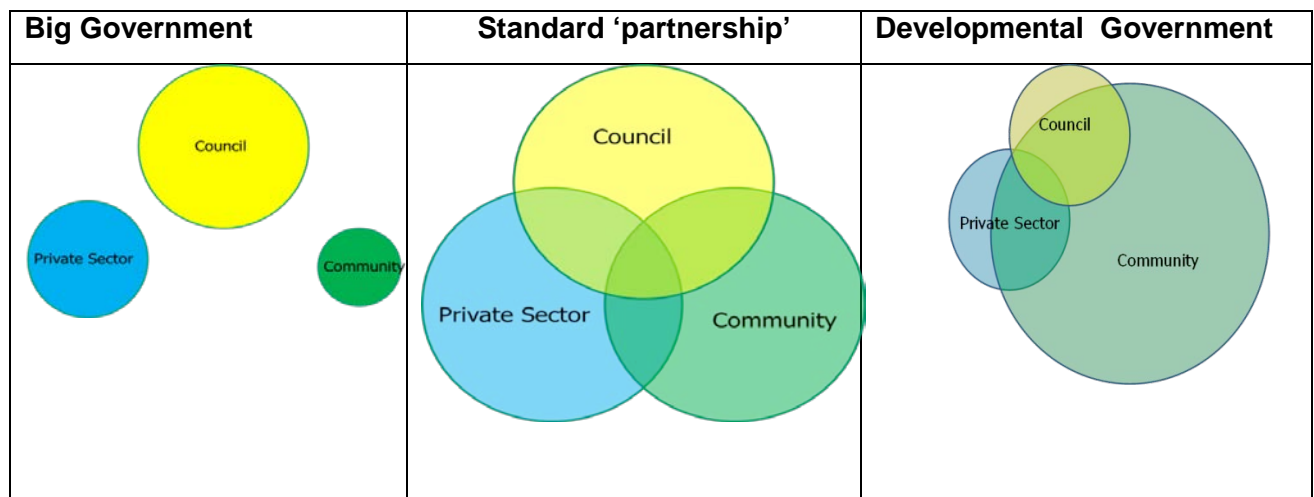 Big Government
Standard ‘partnership’
Developmental Government
Council
Private Sector
Community
Council
Private Sector
Community
Council
Private Sector
Community